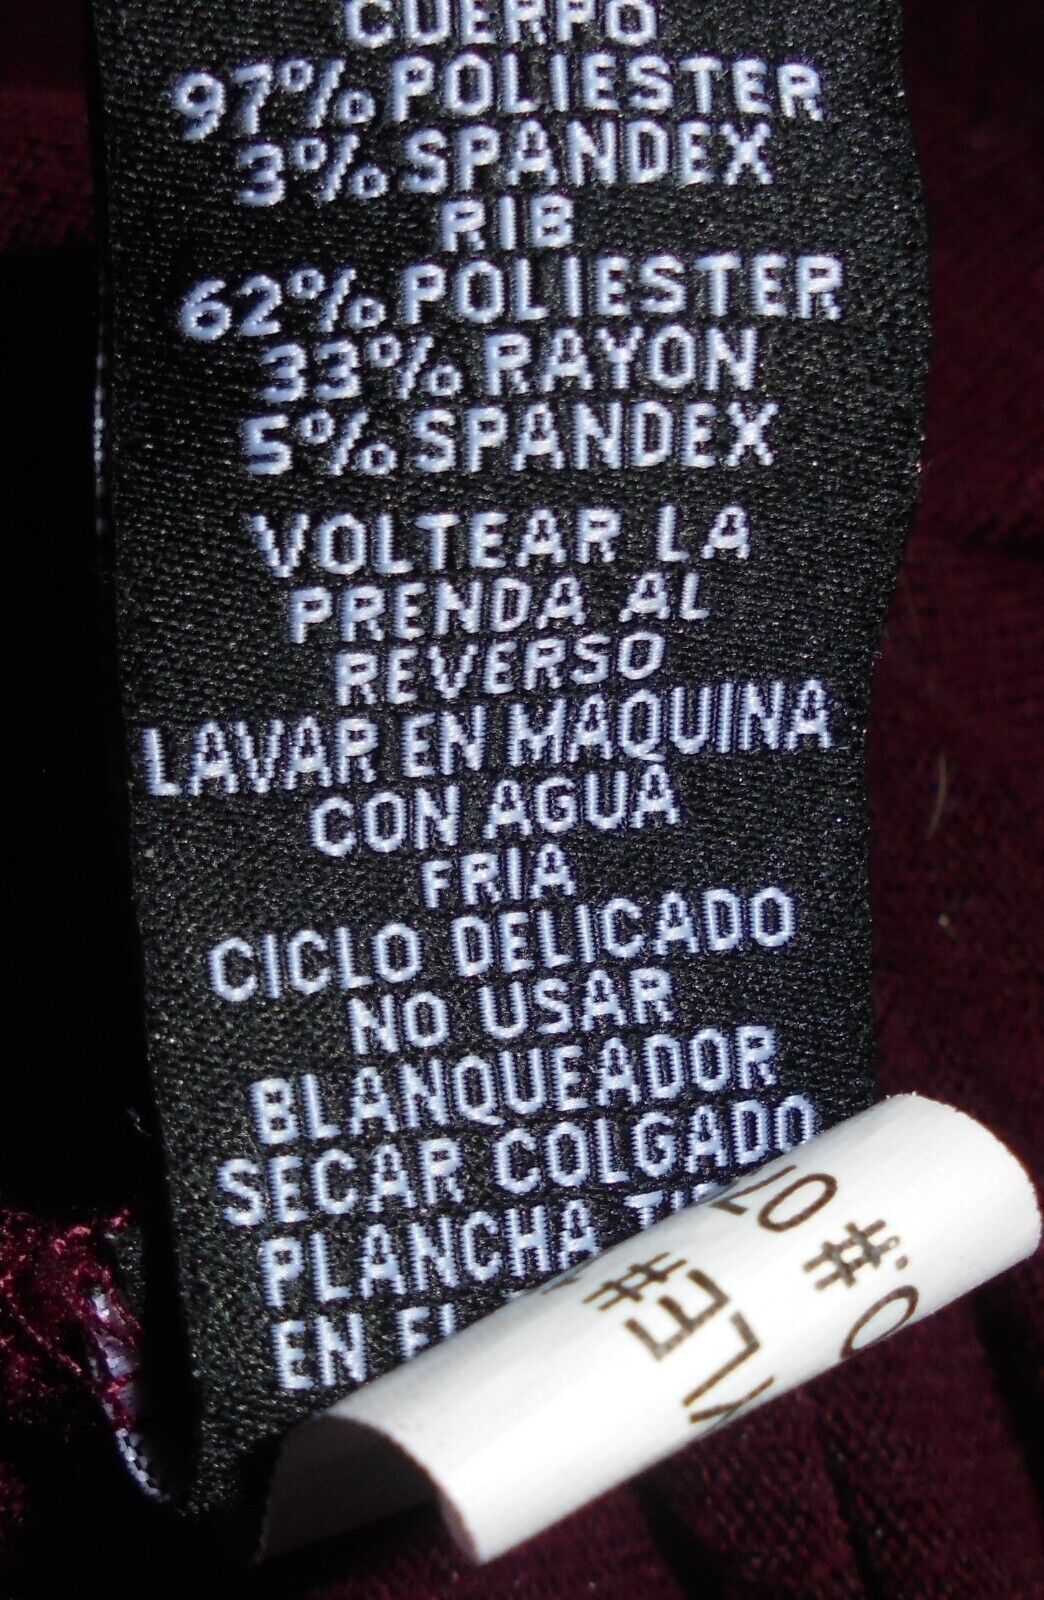 CUERPO
97% POLIESTER
3% SPANDEX
RIB
62% POLIESTER
33% RAYON
5% SPANDEX
VOLTEAR LA
PRENDA AL
REVERSO
LAVAR EN MAQUINA
CON AGUA
FRIA
CICLO DELICADO
NO USAR
BLANQUEADOR
SECAR COLGADO
PLANCHA
EN